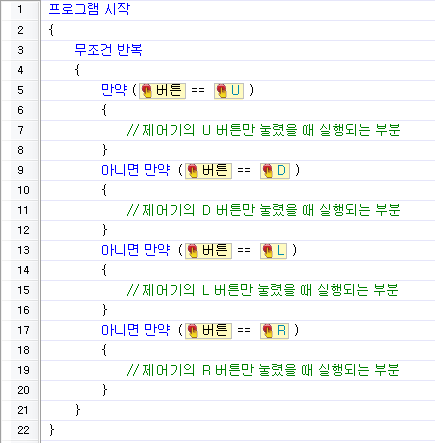 1 프로그램 시작
2 {
3 무조건 반복
4 {
5 만약 ( 버튼 == U )
6 {
7 // 제어기의 U 버튼만 눌렸을 때 실행되는 부분
8 }
9 아니면 만약 ( 버튼 == D )
10 {
11 // 제어기의 D 버튼만 눌렸을 때 실행되는 부분
12 }
13 아니면 만약 ( 버튼 == L )
14 {
15 // 제어기의 L 버튼만 눌렸을 때 실행되는 부분
16 }
17 아니면 만약 ( 버튼 == R )
18 {
19 // 제어기의 R 버튼만 눌렸을 때 실행되는 부분
20 }
21 }
22 }